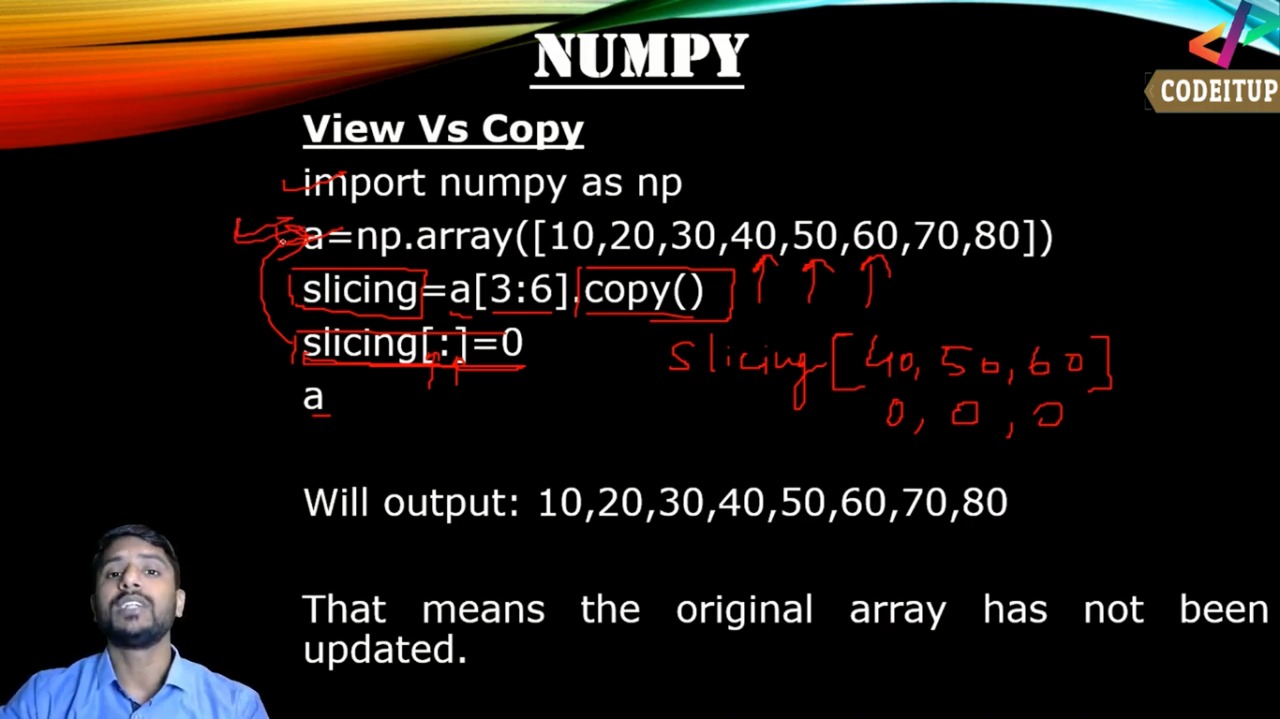 NUMPY
CODEITUP
View Vs Copy
import numpy as np
a=np.array([10,20,30,40,50,60,70,80])
slicing=a[3:6].copy()
slicing[:]=0
slicing[40,50,60]
0,0,0
a
Will output: 10,20,30,40,50,60,70,80
That means the original array has not been
updated.